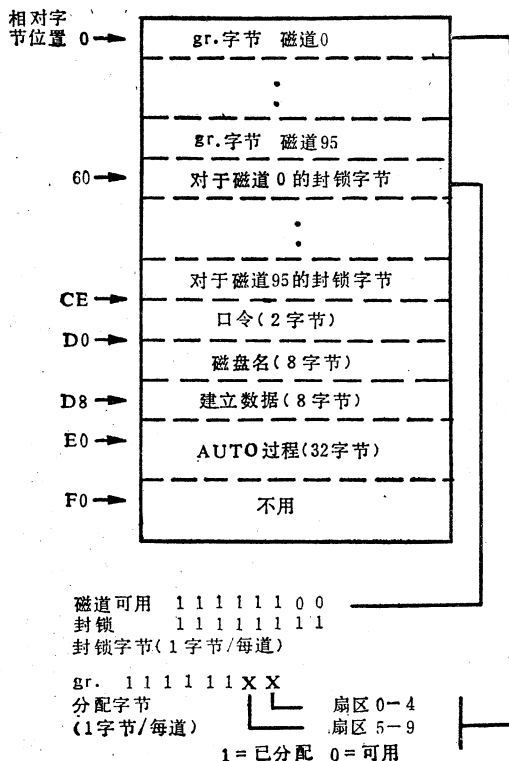 相对字
节位置 0
gr.字节 磁道0
gr.字节 磁道95
60
对于磁道0的封锁字节
对于磁道95的封锁字节
CE
口令(2字节)
D0
磁盘名(8字节)
D8
建立数据(8字节)
E0
AUTO过程(32字节)
F0
不用
磁道可用 1 1 1 1 1 1 0 0
封锁 1 1 1 1 1 1 1 1
封锁字节(1字节/每道)
gr. 1 1 1 1 1 1 X X
分配字节 扇区0-4
(1字节/每道) 扇区5-9
1=已分配 0=可用